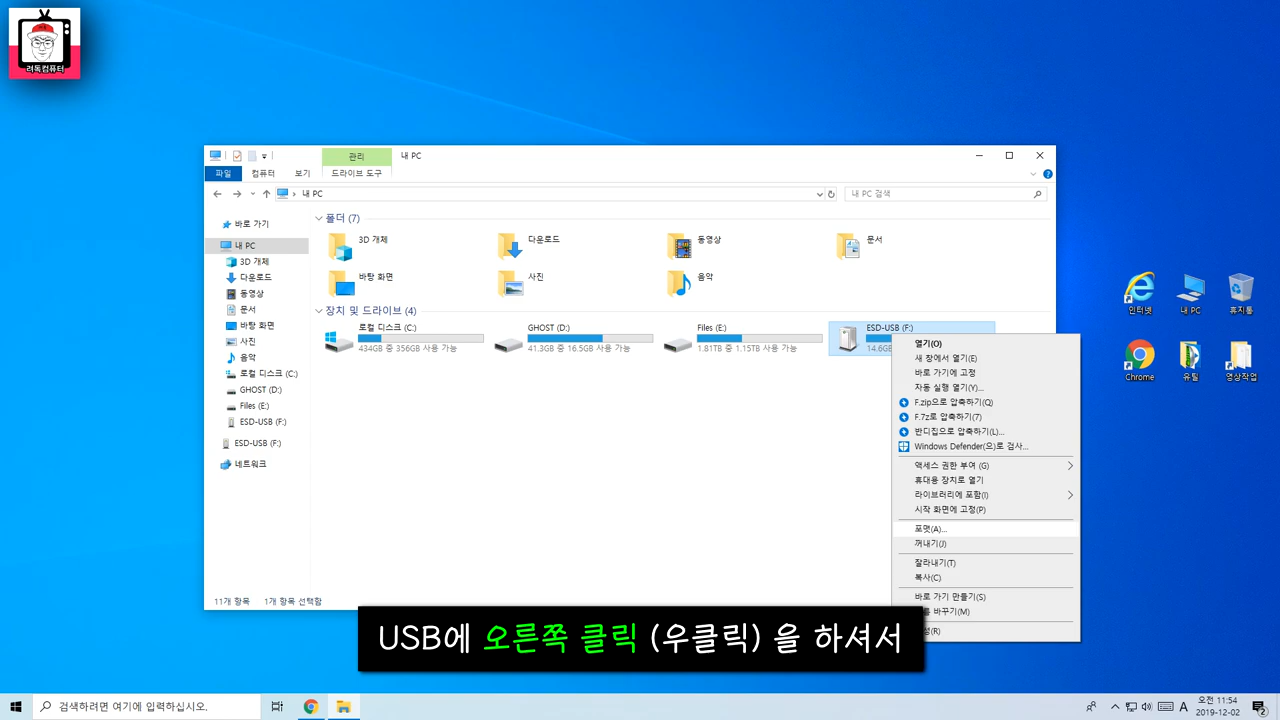 려독컴퓨터
관리
내 PC
파일
컴퓨터
보기
드라이브 도구
내 PC
내 PC 검색
바로 가기
내 PC
3D 개체
다운로드
동영상
문서
바탕 화면
사진
음악
로컬 디스크 (C:)
GHOST (D:)
Files (E:)
ESD-USB (F:)
ESD-USB (F:)
네트워크
폴더 (7)
3D 개체
다운로드
동영상
문서
바탕 화면
사진
음악
장치 및 드라이브 (4)
로컬 디스크 (C:)
434GB 중 356GB 사용 가능
GHOST (D:)
41.3GB 중 16.5GB 사용 가능
Files (E:)
1.81TB 중 1.15TB 사용 가능
ESD-USB (F:)
열기(O)
새 창에서 열기(E)
바로 가기에 고정
자동 실행 열기(Y)...
F.zip으로 압축하기(Q)
F.7z로 압축하기(7)
반디집으로 압축하기(L)...
Windows Defender(으)로 검사...
액세스 권한 부여 (G)
휴대용 장치로 열기
라이브러리에 포함(I)
시작 화면에 고정(P)
포맷(A)...
꺼내기(J)
잘라내기(T)
복사(C)
바로 가기 만들기(S)
바꾸기(M)
(R)
11개 항목
1개 항목 선택함
인터넷
내 PC
휴지통
Chrome
유틸
영상작업
USB에 오른쪽 클릭 (우클릭) 을 하셔서
검색하려면 여기에 입력하십시오.
A
오전 11:54
2019-12-02
2